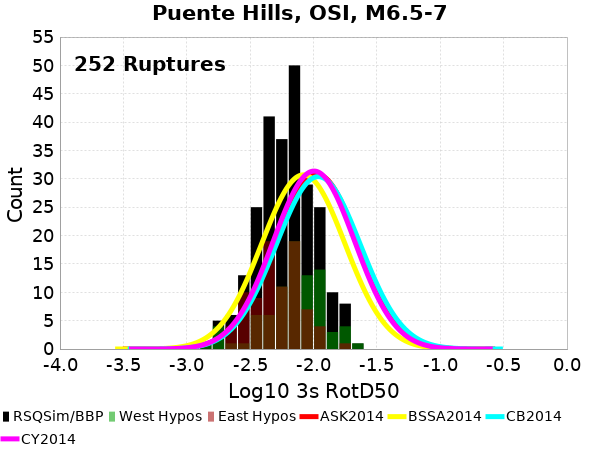 Puente Hills, OSI, M6.5-7
252 Ruptures
Count
55
50
45
40
35
30
25
20
15
10
5
0
-4.0 -3.5 -3.0 -2.5 -2.0 -1.5 -1.0 -0.5 0.0
Log10 3s RotD50
RSQSim/BBP West Hypos East Hypos ASK2014 BSSA2014 CB2014
CY2014